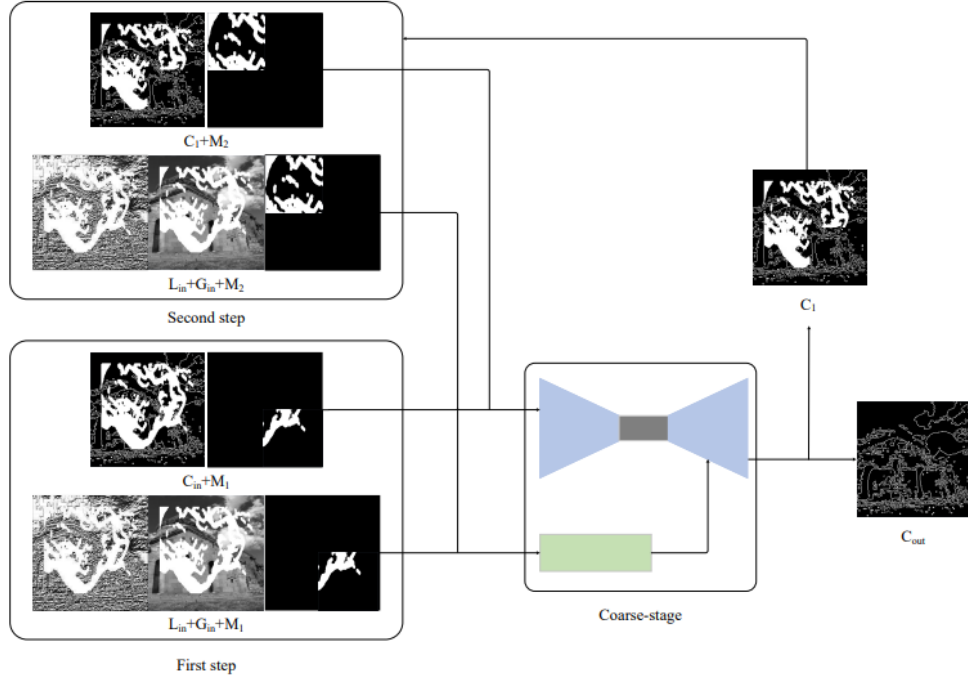 C₁+M₂
Lᵢₙ+Gᵢₙ+M₂
Second step
C₁
Cᵢₙ+M₁
Cₒᵤₜ
Lᵢₙ+Gᵢₙ+M₁
Coarse-stage
First step